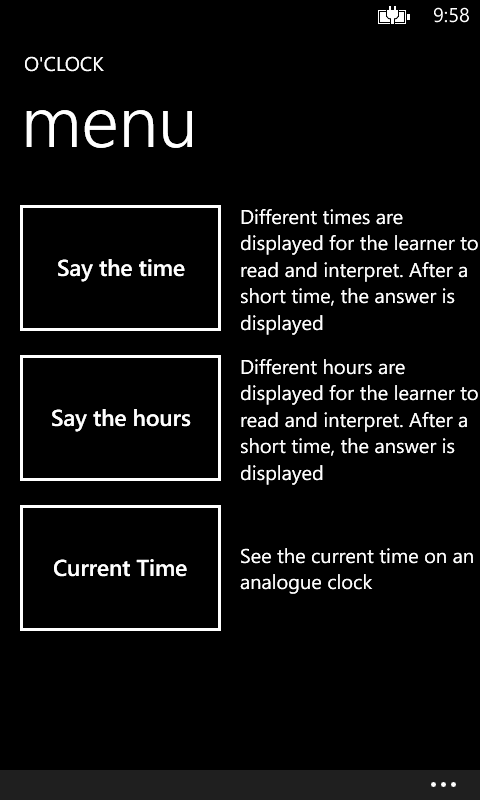 9:58
O'CLOCK
menu
Say the time
Different times are
displayed for the learner to
read and interpret. After a
short time, the answer is
displayed
Say the hours
Different hours are
displayed for the learner to
read and interpret. After a
short time, the answer is
displayed
Current Time
See the current time on an
analogue clock